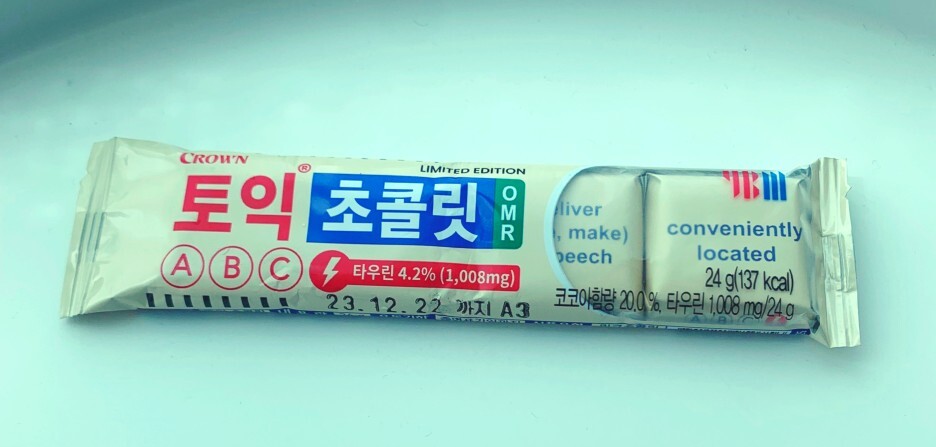 CROWN
LIMITED EDITION
토익®
초콜릿
OMR
A B C
타우린 4.2% (1,008mg)
23.12.22 까지 A3
eliver
, make)
peech
YBM
conveniently
located
24 g(137 kcal)
코코아함량 20.0 %, 타우린 1,008 mg/24 g